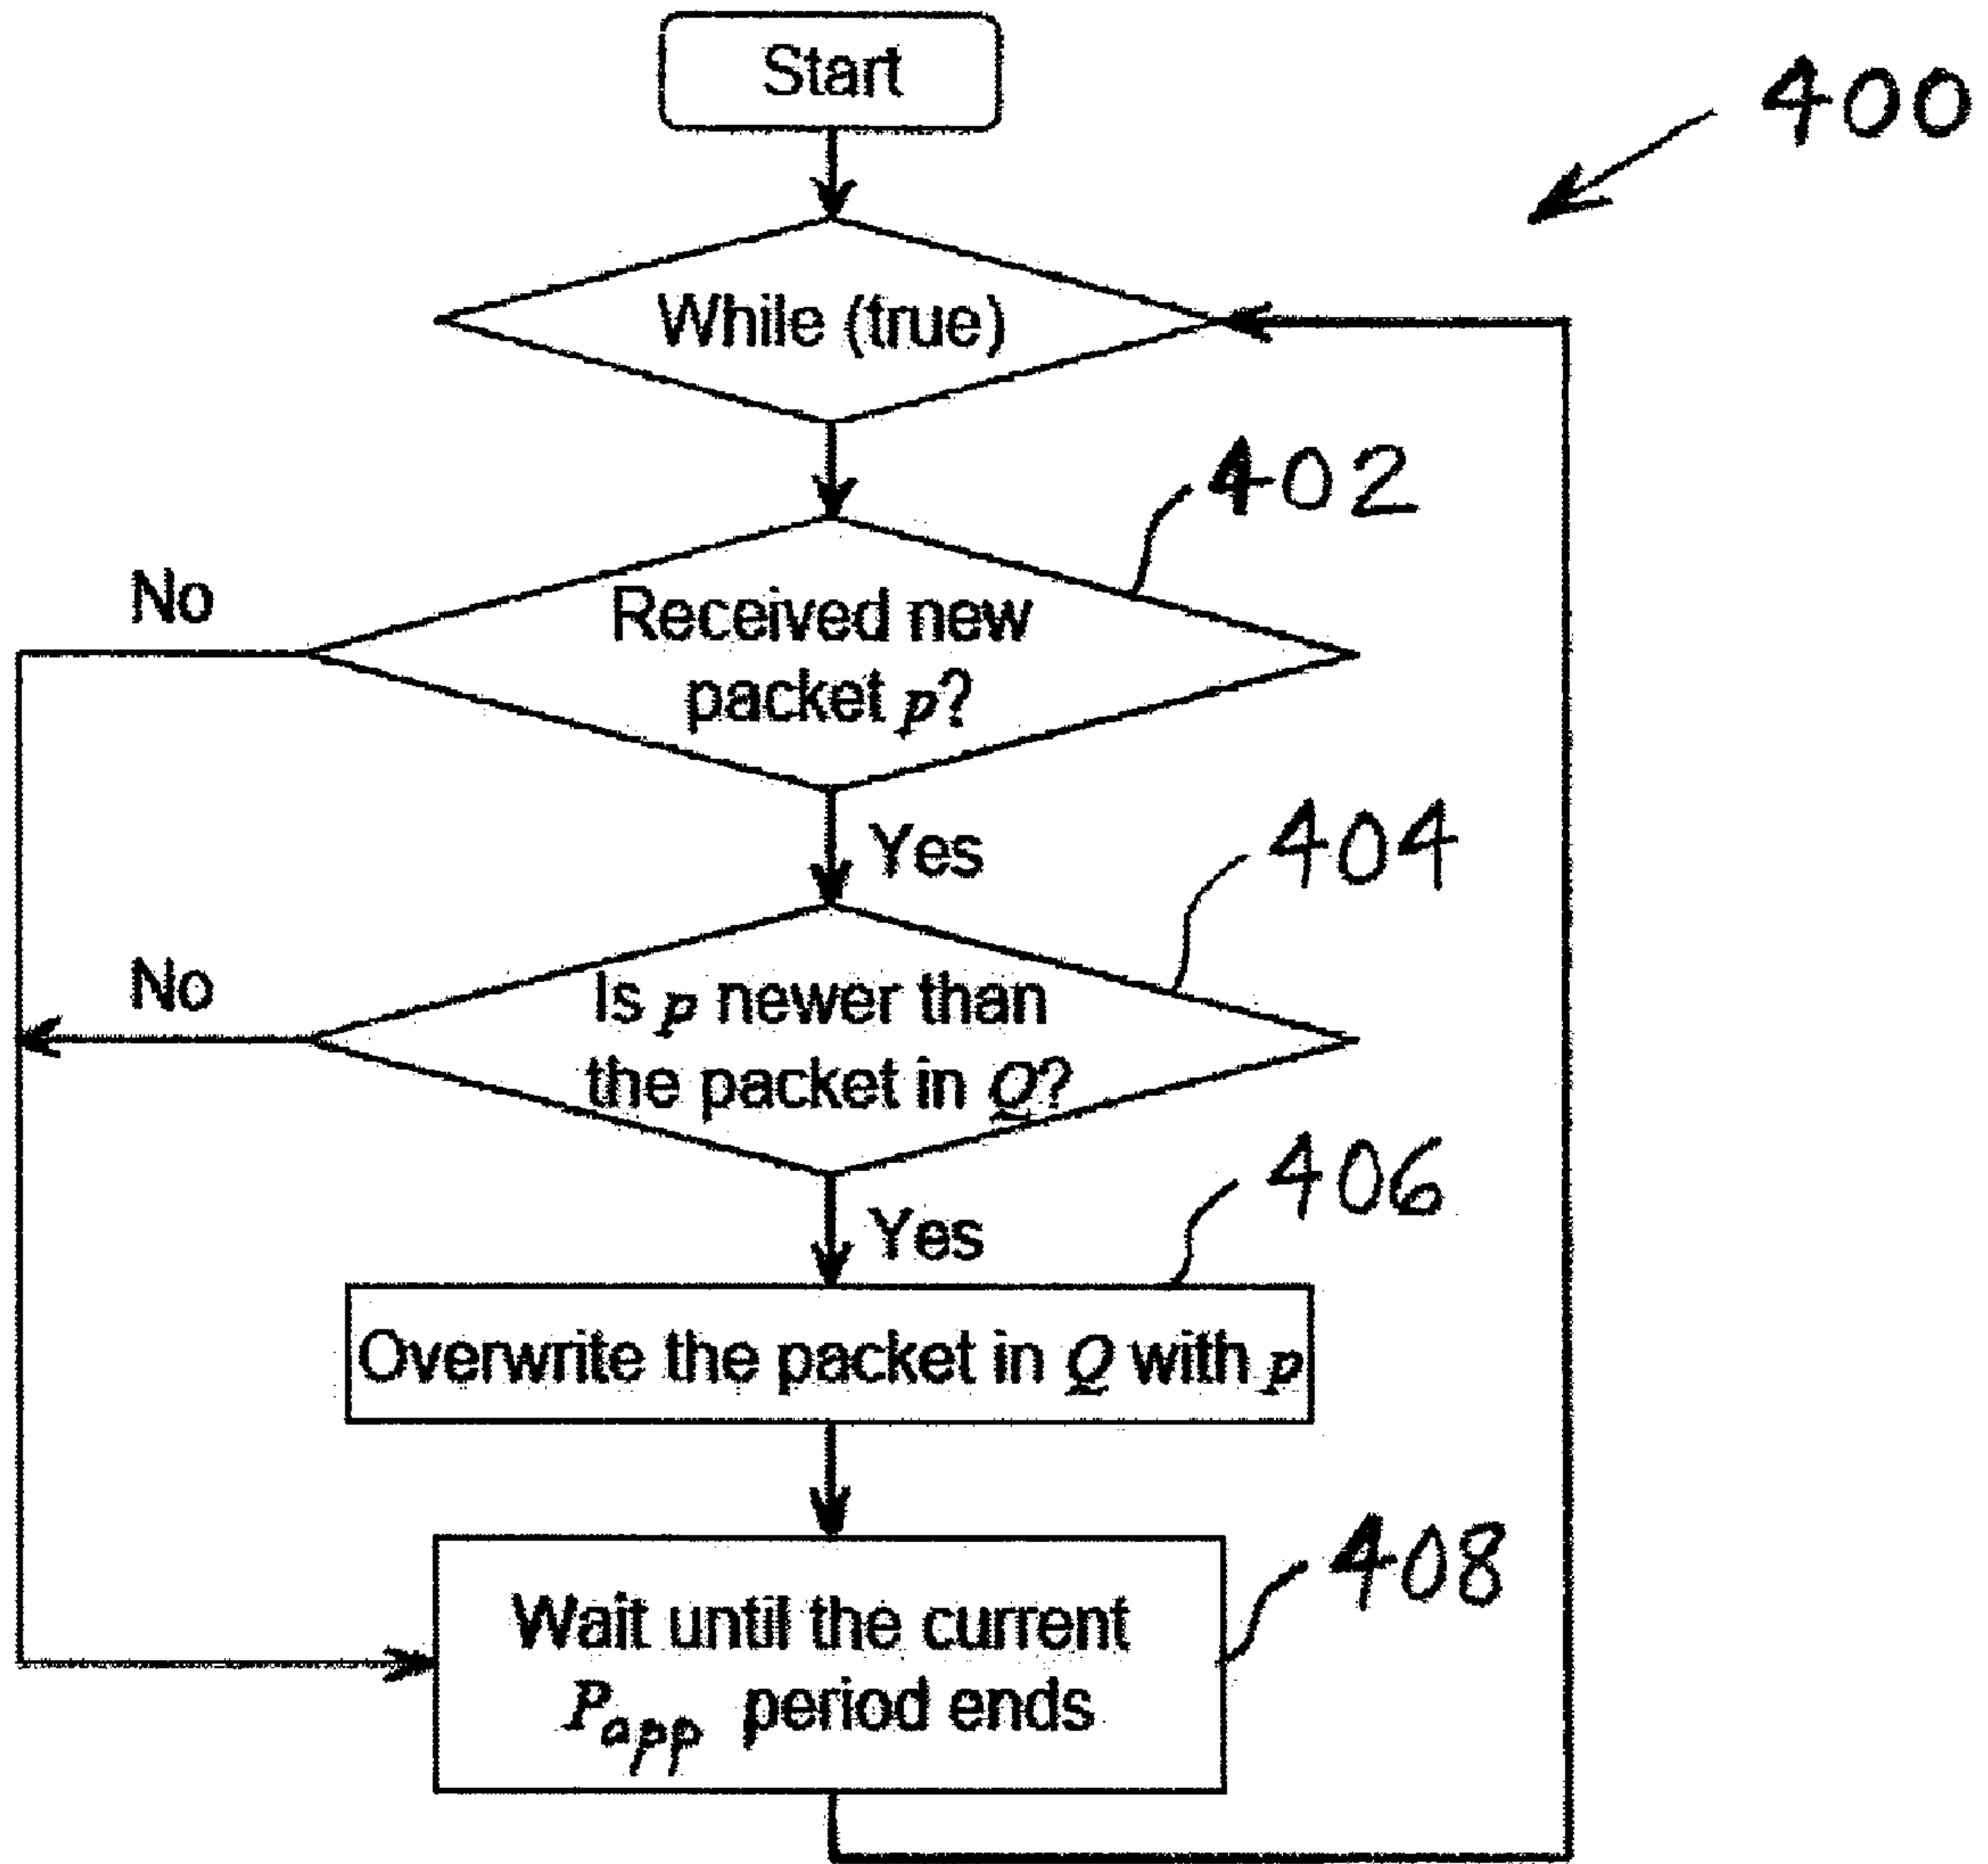 Start
400
While (true)
402
No
Received new
packet p?
Yes
404
No
Is p newer than
the packet in Q?
406
Yes
Overwrite the packet in Q with p
408
Wait until the current
Papp period ends